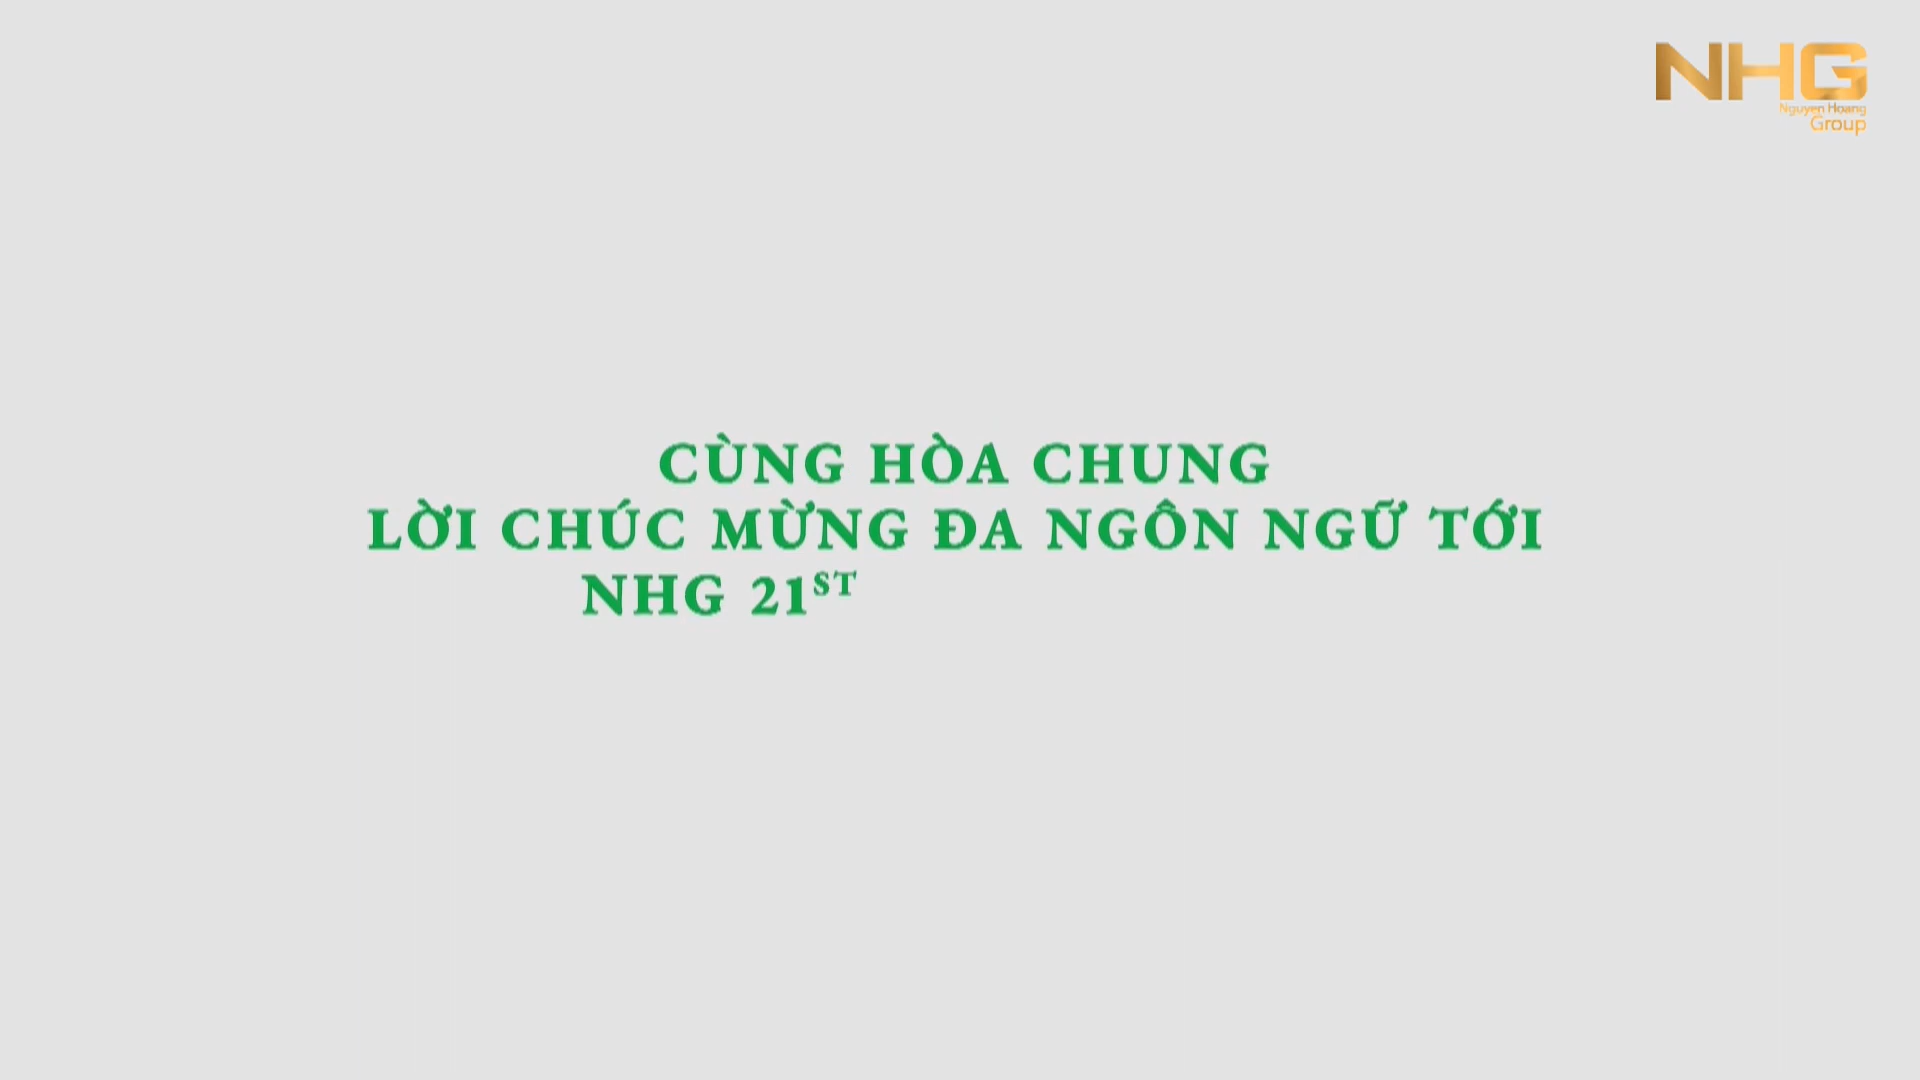 NHG
Nguyen Hoang
Group
CÙNG HÒA CHUNG
LỜI CHÚC MỪNG ĐA NGÔN NGỮ TỚI
NHG 21ST